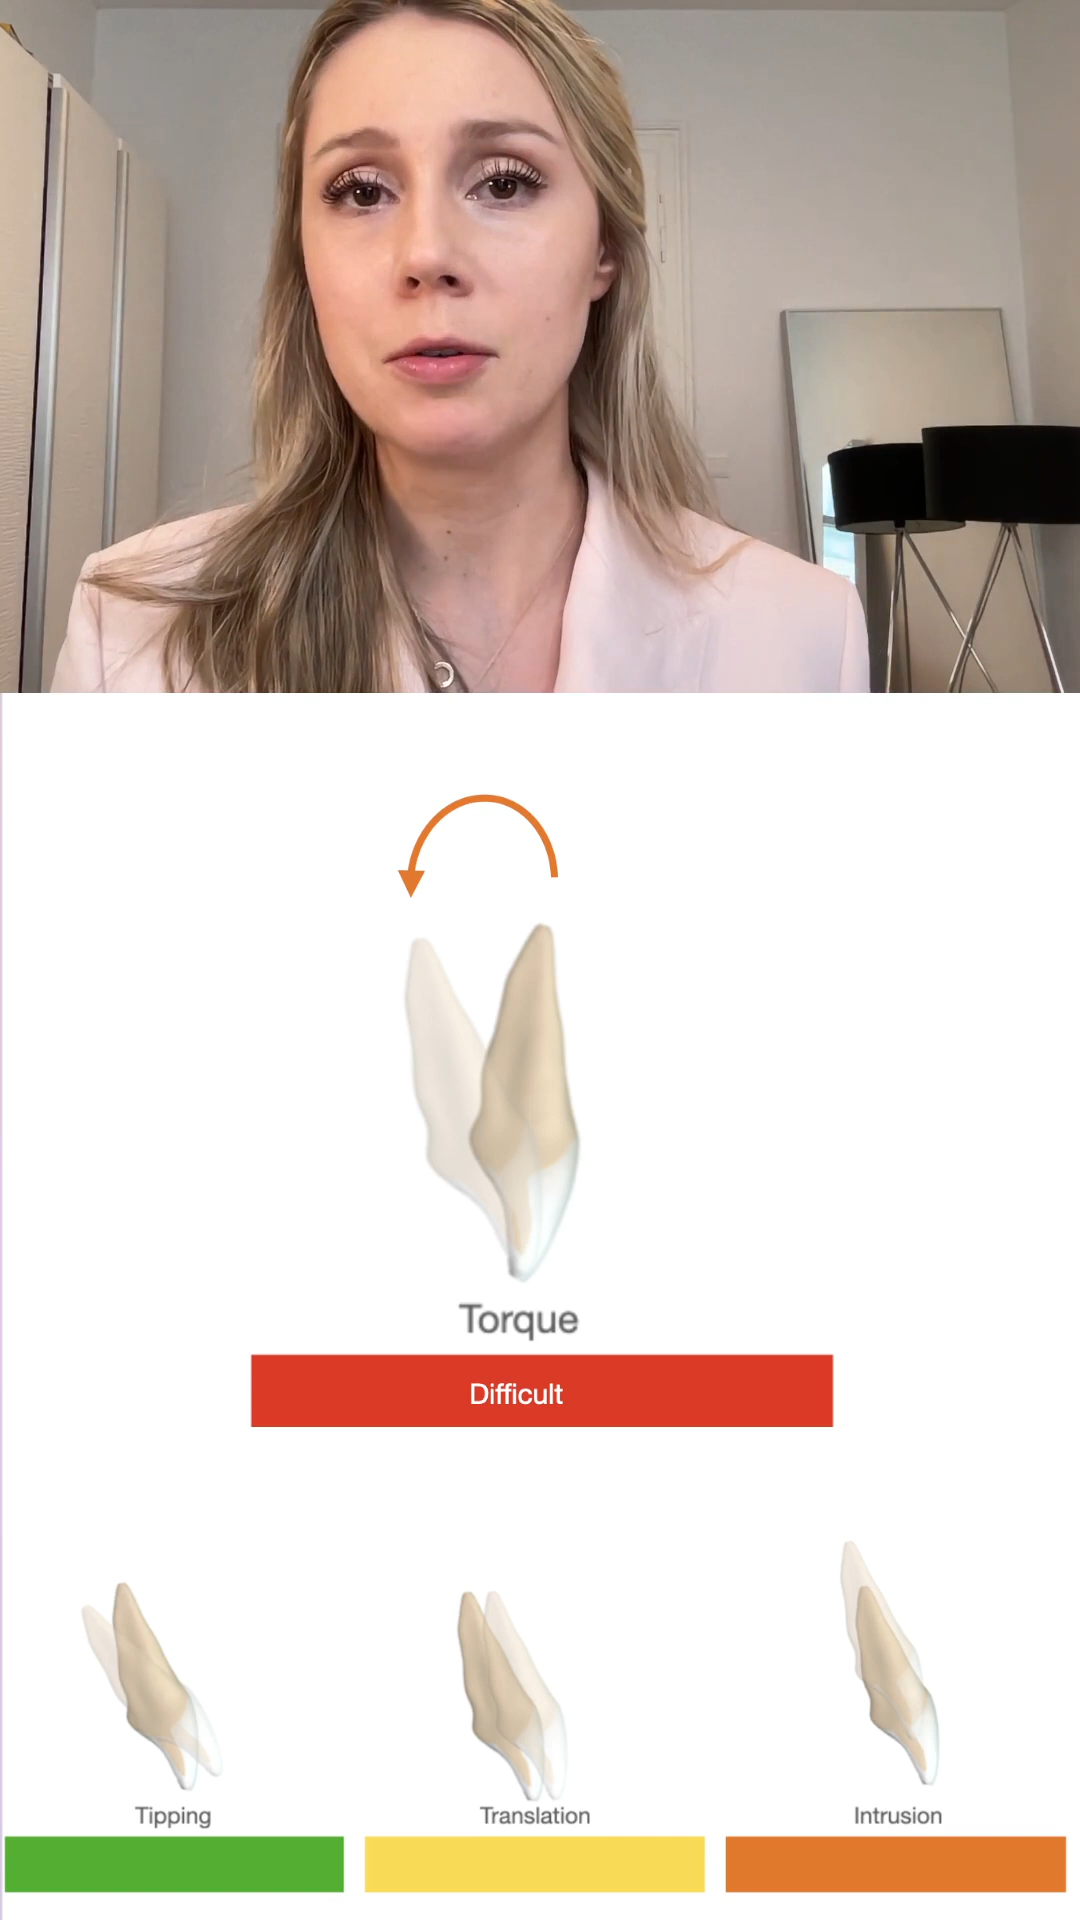 Torque
Difficult
Tipping
Translation
Intrusion